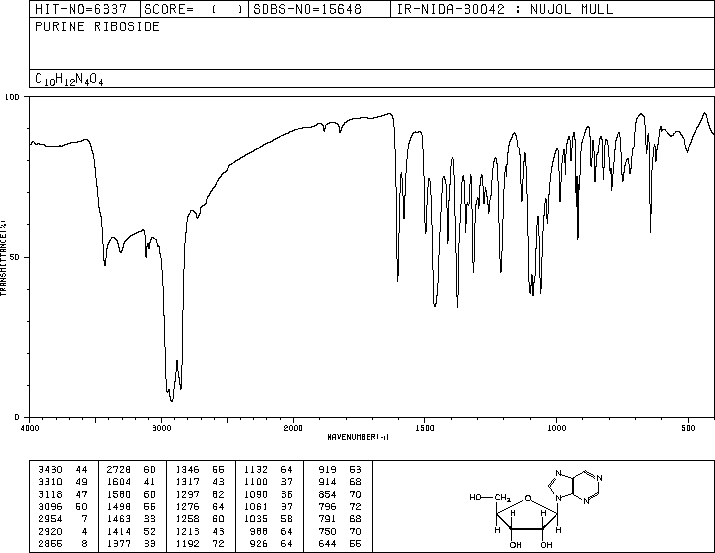 HIT-NO=6337 SCORE= ( ) SDBS-NO=15648 IR-NIDA-30042 : NUJOL MULL
PURINE RIBOSIDE
C10H12N4O4
100
50
0
TRANSMITTANCE(%)
4000 3000 2000 1500 1000 500
WAVENUMBER(-1)
3430 44 2728 60 1346 55 1132 64 919 53
3310 49 1604 41 1317 43 1100 37 914 68
3118 47 1580 60 1297 62 1090 36 854 70
3096 60 1498 55 1276 64 1061 37 796 72
2954 7 1463 33 1258 60 1035 58 791 68
2920 4 1414 52 1213 43 988 64 750 70
2855 8 1377 33 1192 72 926 64 644 55
N
N
N
N
HO-CH2
O
H H
H H
OH OH